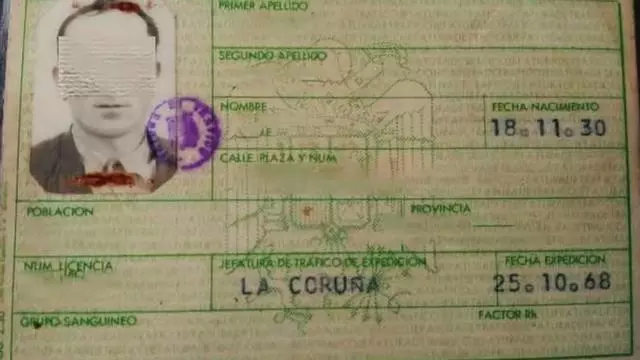 PRIMER APELLIDO
SEGUNDO APELLIDO
NOMBRE
FECHA NACIMIENTO
18.11.30
CALLE, PLAZA Y NUM
POBLACION
PROVINCIA
NUM. LICENCIA
JEFATURA DE TRAFICO DE EXPEDICION
LA CORUÑA
FECHA EXPEDICION
25.10.68
GRUPO SANGUINEO
FACTOR Rh